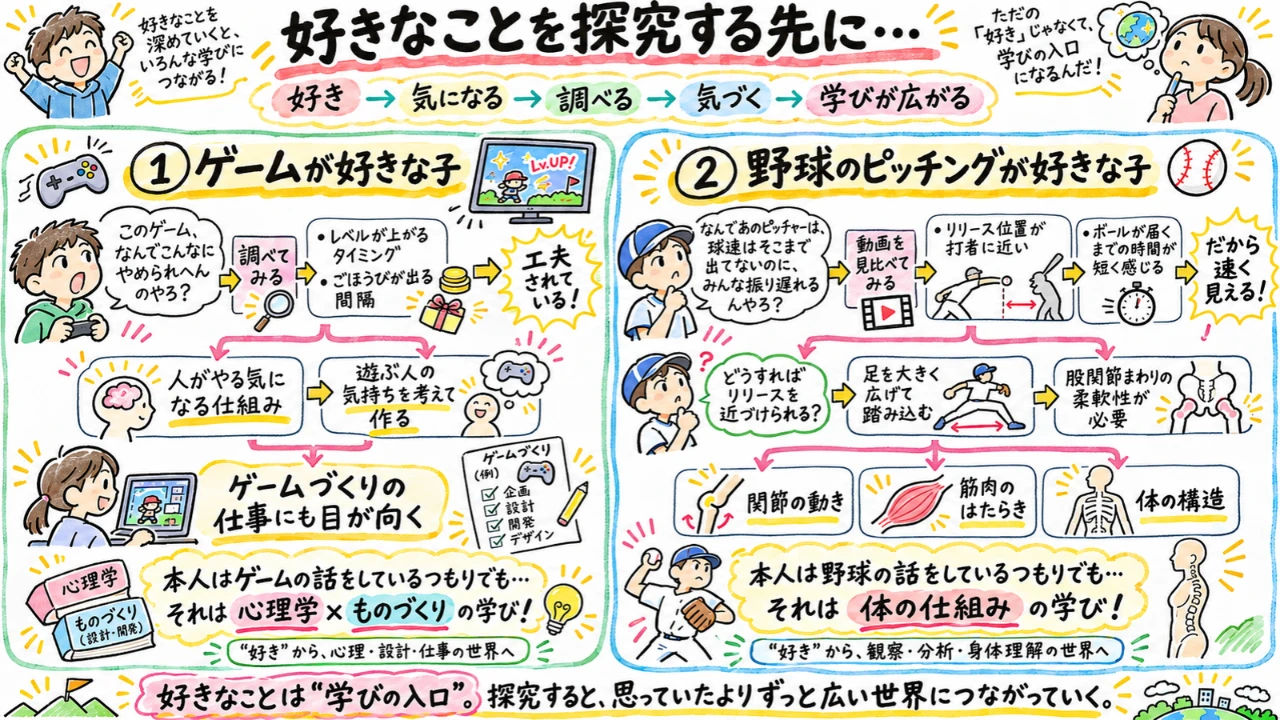 好きなことを
深めていくと、
いろんな学びに
つながる！
好きなことを探究する先に…
ただの
「好き」じゃなくて、
学びの入口
になるんだ！
好き → 気になる → 調べる → 気づく → 学びが広がる
① ゲームが好きな子
Lv.UP!
このゲーム、
なんでこんなに
やめられへん
のやろ？
調べて
みる
・レベルが上がる
タイミング
・ごほうびが出る
間隔
工夫
されて
いる！
人がやる気に
なる仕組み
遊ぶ人の
気持ちを考えて
作る
ゲームづくりの
仕事にも目が向く
ゲームづくり
(例)
企画
設計
開発
デザイン
心理学
ものづくり
(設計・開発)
本人はゲームの話をしているつもりでも…
それは 心理学 × ものづくり の学び！
“好き”から、心理・設計・仕事の世界へ
② 野球のピッチングが好きな子
なんであのピッチャーは、
球速はそこまで
出てないのに、
みんな振り遅れる
んやろ？
動画を
見比べて
みる
・リリース位置が
打者に近い
・ボールが届く
までの時間が
短く感じる
だから
速く
見える！
?
どうすれば
リリースを
近づけられる？
足を大きく
広げて
踏み込む
股関節まわりの
柔軟性が
必要
関節の動き
筋肉の
はたらき
体の構造
本人は野球の話をしているつもりでも…
それは 体の仕組み の学び！
“好き”から、観察・分析・身体理解の世界へ
好きなことは“学びの入口”。探究すると、思っていたよりずっと広い世界につながっていく。